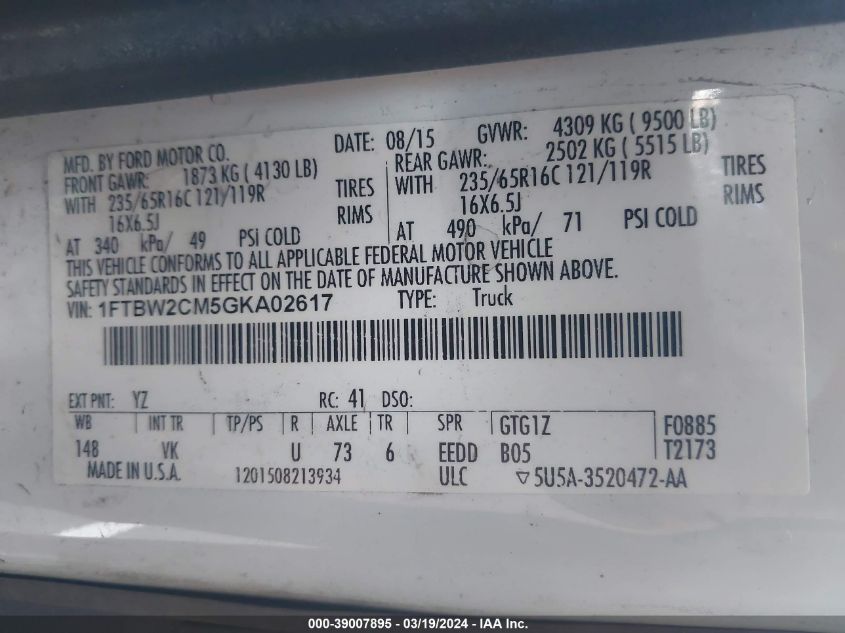 MFD. BY FORD MOTOR CO. DATE: 08/15 GVWR: 4309 KG ( 9500 LB)
FRONT GAWR: 1873 KG ( 4130 LB) REAR GAWR: 2502 KG ( 5515 LB)
WITH 235/65R16C 121/119R TIRES WITH 235/65R16C 121/119R TIRES
16X6.5J RIMS 16X6.5J RIMS
AT 340 kPa/ 49 PSI COLD AT 490 kPa/ 71 PSI COLD
THIS VEHICLE CONFORMS TO ALL APPLICABLE FEDERAL MOTOR VEHICLE
SAFETY STANDARDS IN EFFECT ON THE DATE OF MANUFACTURE SHOWN ABOVE.
VIN: 1FTBW2CM5GKA02617 TYPE: Truck
EXT PNT: YZ RC: 41 DSO:
WB INT TR TP/PS R AXLE TR SPR GTG1Z F0885
148 VK U 73 6 EEDD B05 T2173
MADE IN U.S.A. 1201508213934 ULC ▽5U5A-3520472-AA
000-39007895 - 03/19/2024 - IAA Inc.